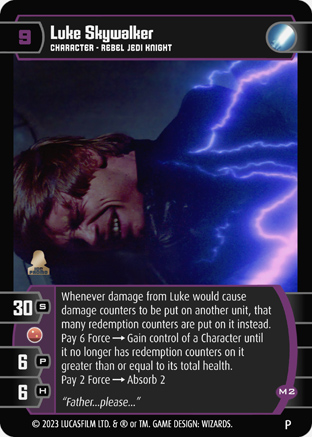 9
Luke Skywalker
CHARACTER - REBEL JEDI KNIGHT
30 S
6 P
6 H
Whenever damage from Luke would cause
damage counters to be put on another unit, that
many redemption counters are put on it instead.
Pay 6 Force → Gain control of a Character until
it no longer has redemption counters on it
greater than or equal to its total health.
Pay 2 Force → Absorb 2
"Father...please..."
M2
© 2023 LUCASFILM LTD. & ® or TM. GAME DESIGN: WIZARDS.
P